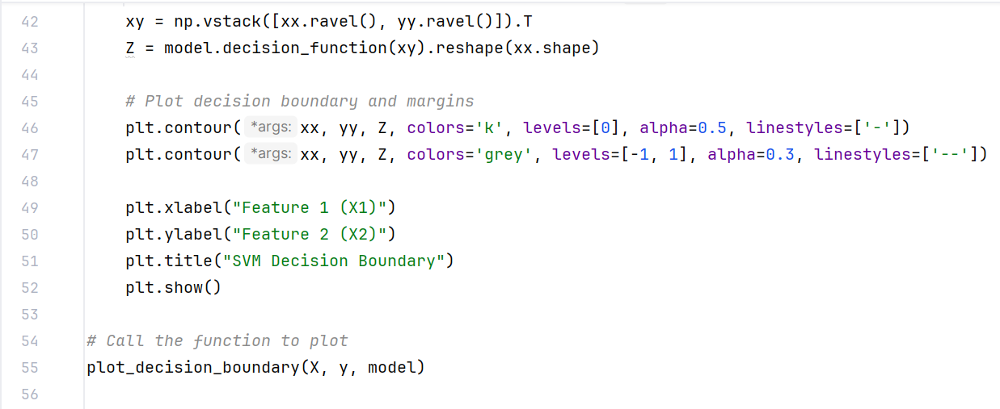 42 xy = np.vstack([xx.ravel(), yy.ravel()]).T
43 Z = model.decision_function(xy).reshape(xx.shape)
44
45 # Plot decision boundary and margins
46 plt.contour( *args: xx, yy, Z, colors='k', levels=[0], alpha=0.5, linestyles=['-'])
47 plt.contour( *args: xx, yy, Z, colors='grey', levels=[-1, 1], alpha=0.3, linestyles=['--'])
48
49 plt.xlabel("Feature 1 (X1)")
50 plt.ylabel("Feature 2 (X2)")
51 plt.title("SVM Decision Boundary")
52 plt.show()
53
54 # Call the function to plot
55 plot_decision_boundary(X, y, model)
56